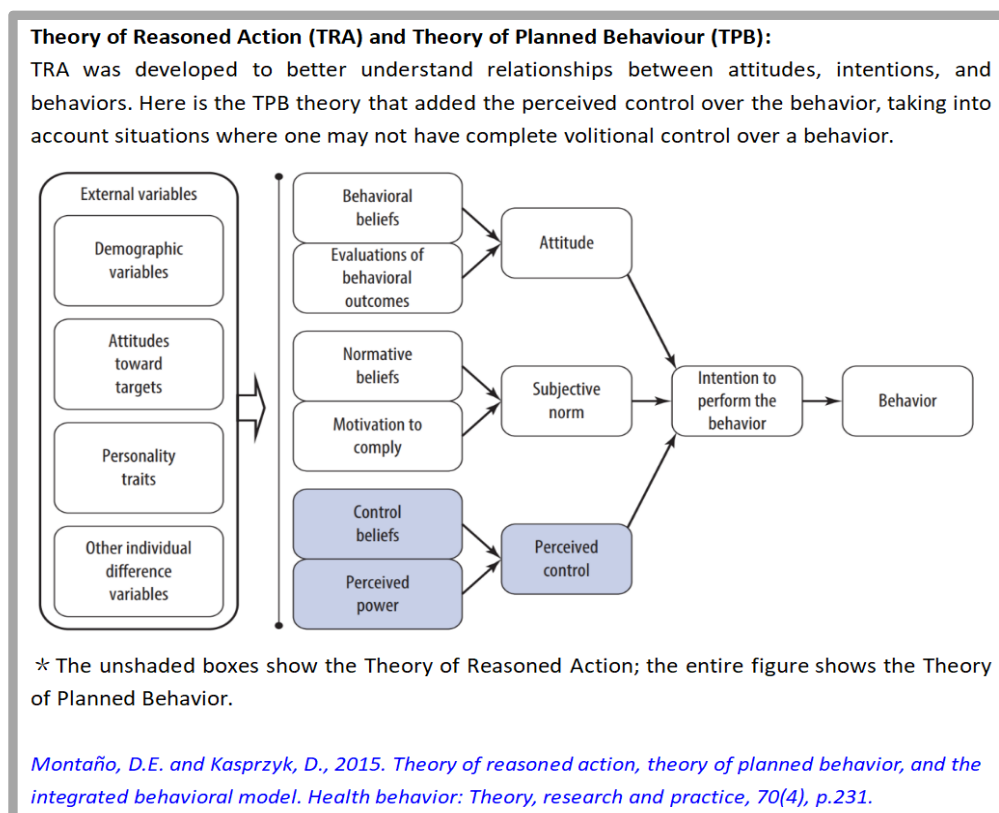 Theory of Reasoned Action (TRA) and Theory of Planned Behaviour (TPB):
TRA was developed to better understand relationships between attitudes, intentions, and
behaviors. Here is the TPB theory that added the perceived control over the behavior, taking into
account situations where one may not have complete volitional control over a behavior.
External variables
Demographic
variables
Attitudes
toward
targets
Personality
traits
Other individual
difference
variables
Behavioral
beliefs
Evaluations of
behavioral
outcomes
Normative
beliefs
Motivation to
comply
Control
beliefs
Perceived
power
Attitude
Subjective
norm
Perceived
control
Intention to
perform the
behavior
Behavior
* The unshaded boxes show the Theory of Reasoned Action; the entire figure shows the Theory
of Planned Behavior.
Montaño, D.E. and Kasprzyk, D., 2015. Theory of reasoned action, theory of planned behavior, and the
integrated behavioral model. Health behavior: Theory, research and practice, 70(4), p.231.